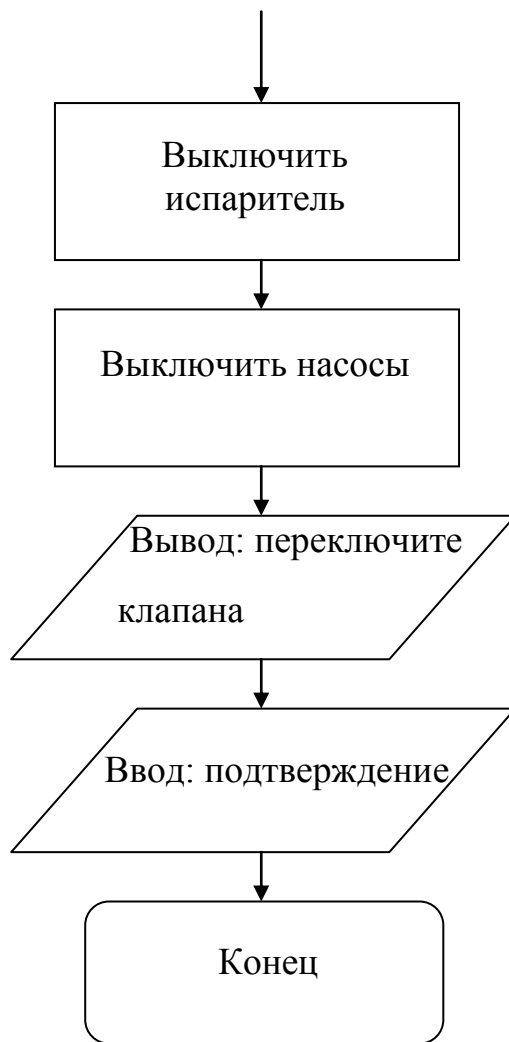 Выключить
испаритель
Выключить насосы
Вывод: переключите
клапана
Ввод: подтверждение
Конец